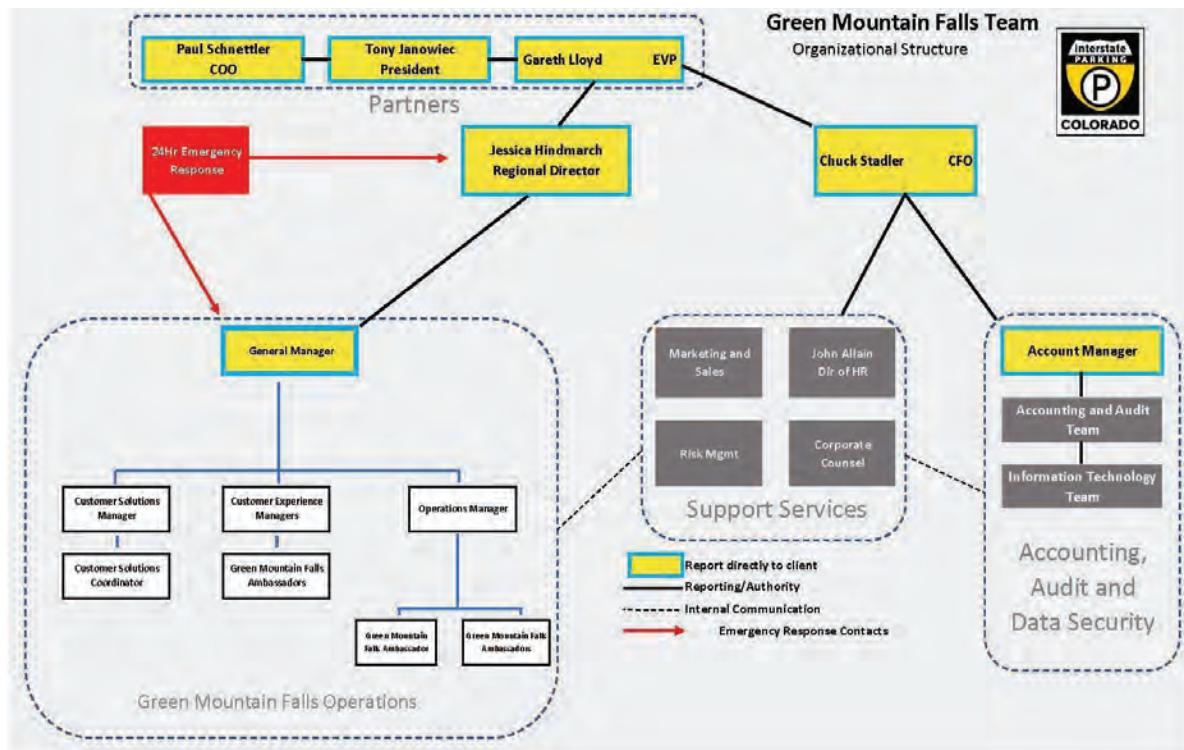 Green Mountain Falls Team
Organizational Structure
Interstate
PARKING
P
COLORADO
Paul Schnettler
COO
Tony Janowiec
President
Gareth Lloyd EVP
Partners
24Hr Emergency
Response
Jessica Hindmarch
Regional Director
Chuck Stadler CFO
General Manager
Customer Solutions
Manager
Customer Experience
Managers
Operations Manager
Customer Solutions
Coordinator
Green Mountain Falls
Ambassadors
Green Mountain
Falls Ambassador
Green Mountain Falls
Ambassadors
Green Mountain Falls Operations
Marketing and
Sales
John Allain
Dir of HR
Risk Mgmt
Corporate
Counsel
Support Services
Account Manager
Accounting and Audit
Team
Information Technology
Team
Accounting,
Audit and
Data Security
Report directly to client
Reporting/Authority
Internal Communication
Emergency Response Contacts